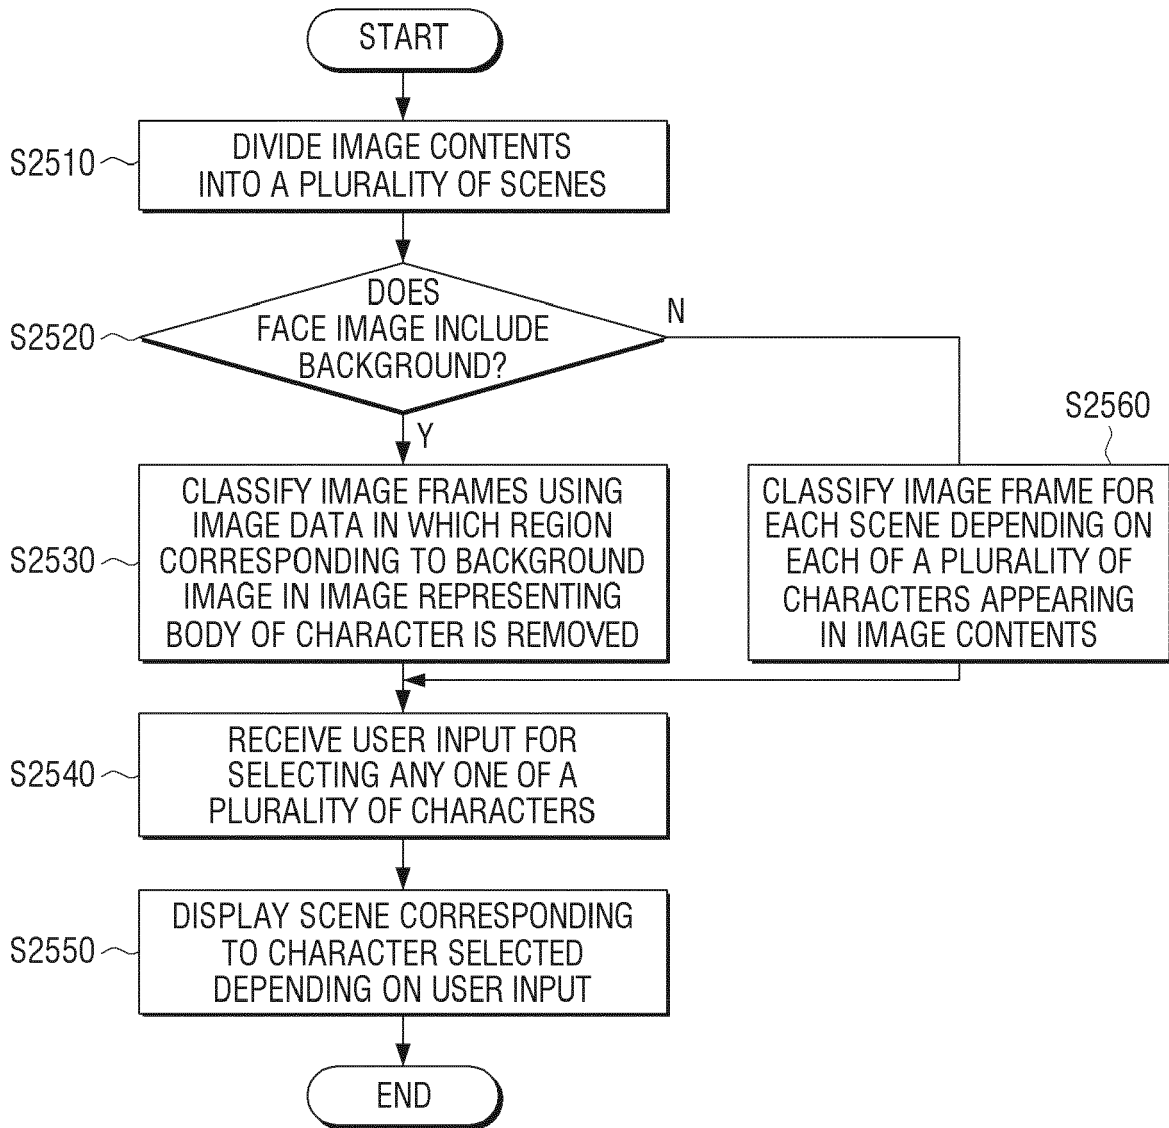 START
S2510
DIVIDE IMAGE CONTENTS
INTO A PLURALITY OF SCENES
S2520
DOES
FACE IMAGE INCLUDE
BACKGROUND?
N
Y
S2530
CLASSIFY IMAGE FRAMES USING
IMAGE DATA IN WHICH REGION
CORRESPONDING TO BACKGROUND
IMAGE IN IMAGE REPRESENTING
BODY OF CHARACTER IS REMOVED
S2560
CLASSIFY IMAGE FRAME FOR
EACH SCENE DEPENDING ON
EACH OF A PLURALITY OF
CHARACTERS APPEARING
IN IMAGE CONTENTS
S2540
RECEIVE USER INPUT FOR
SELECTING ANY ONE OF A
PLURALITY OF CHARACTERS
S2550
DISPLAY SCENE CORRESPONDING
TO CHARACTER SELECTED
DEPENDING ON USER INPUT
END